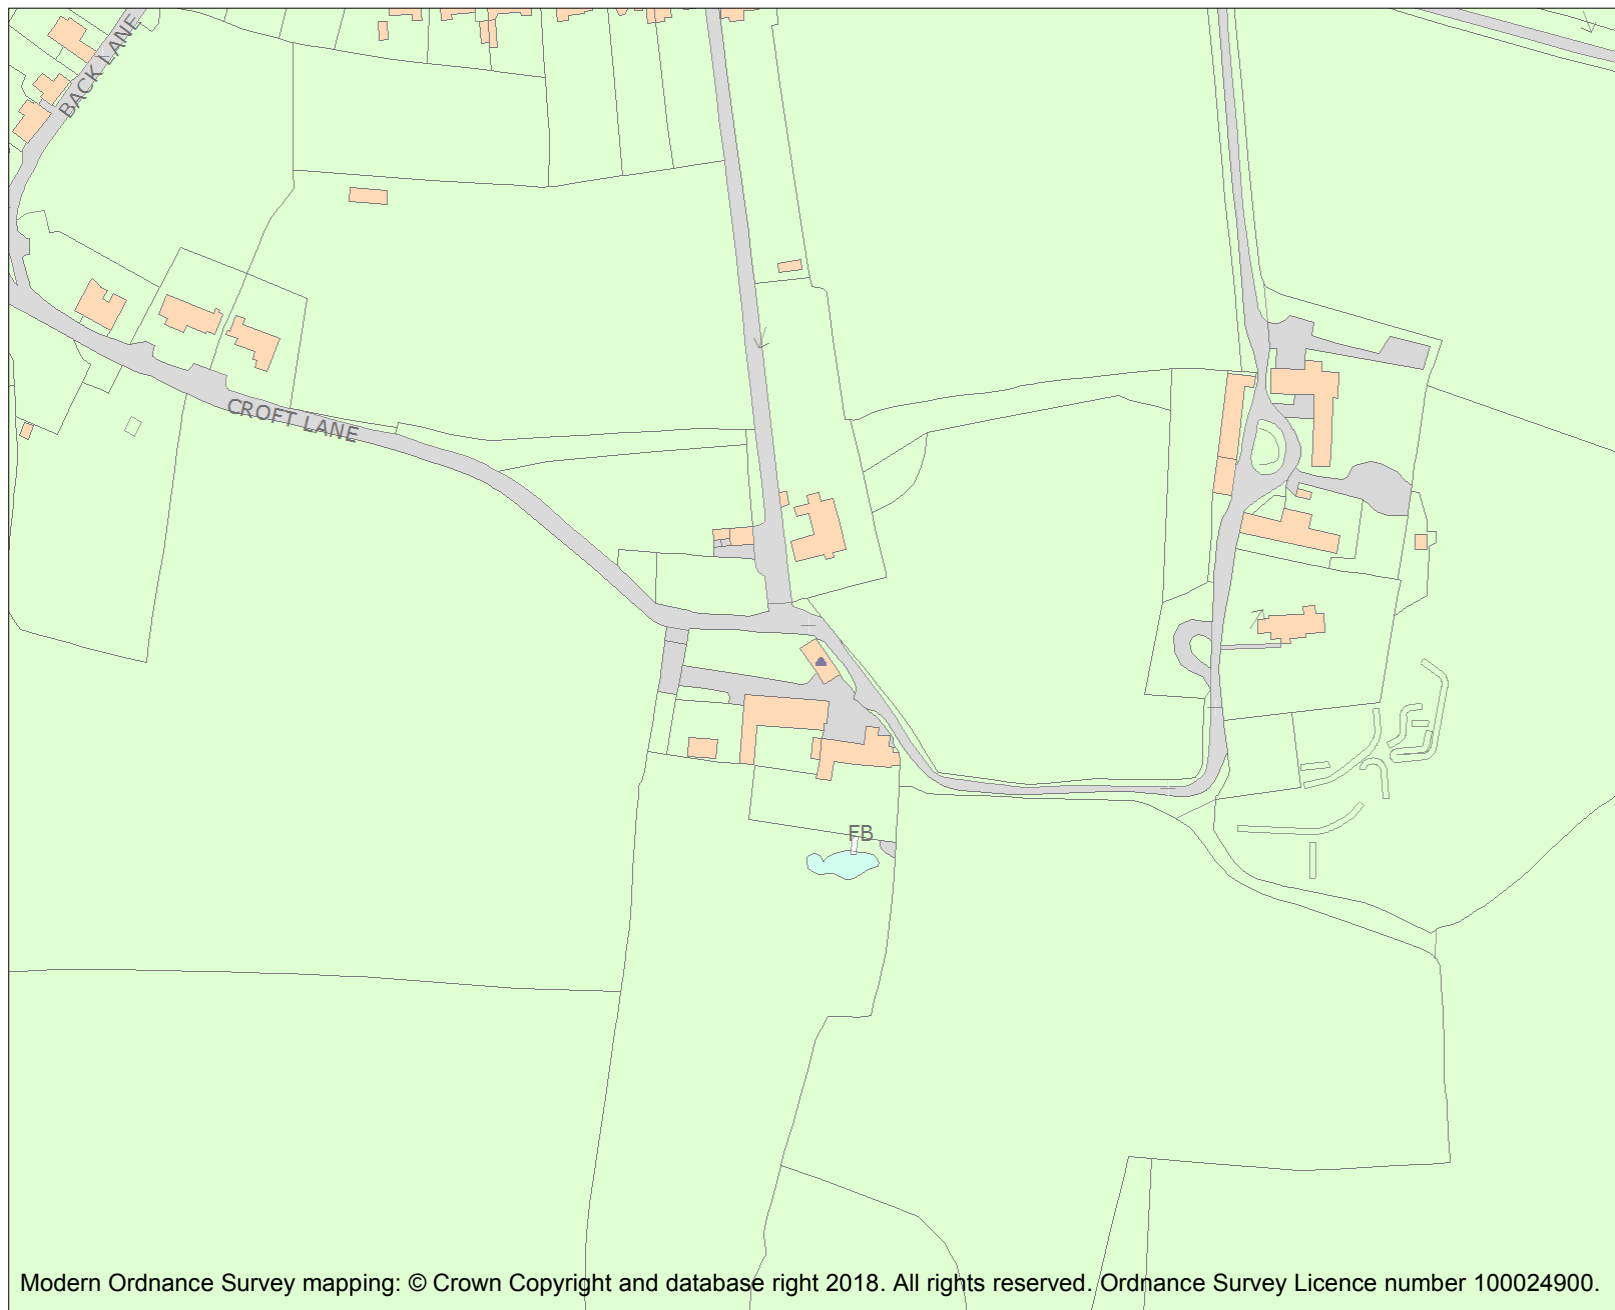 BACK LANE
CROFT LANE
FB
Modern Ordnance Survey mapping: © Crown Copyright and database right 2018. All rights reserved. Ordnance Survey Licence number 100024900.